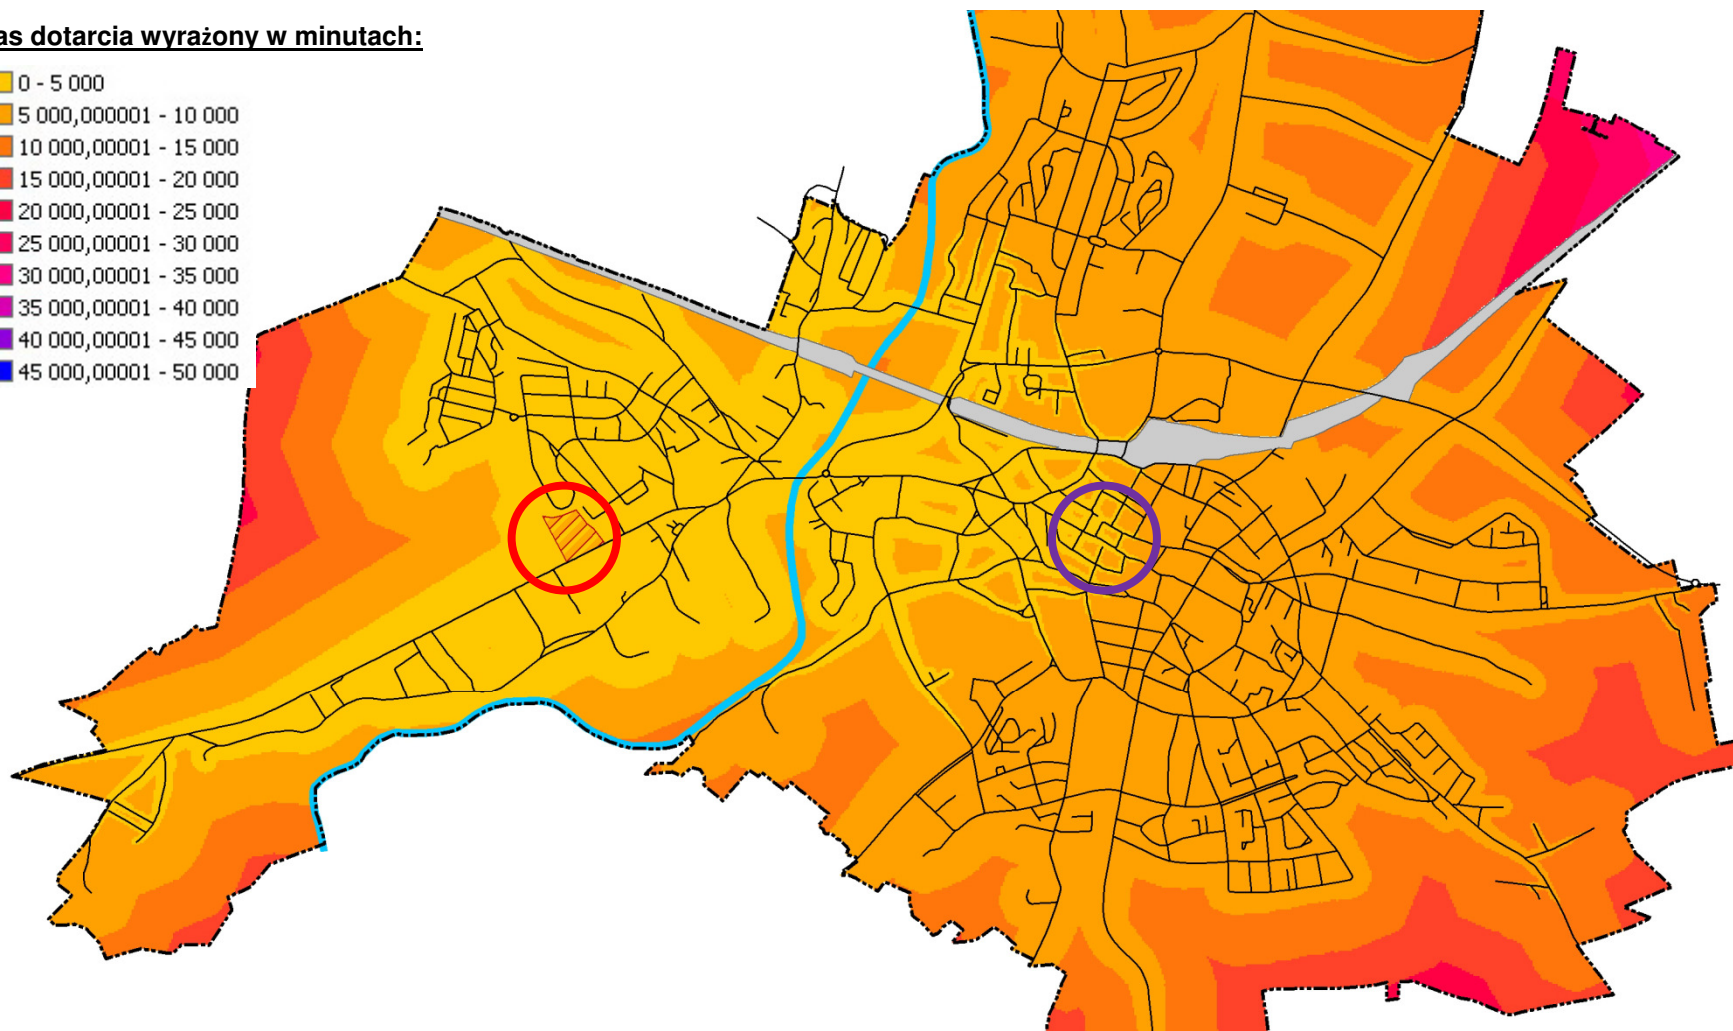 as dotarcia wyrażony w minutach:
0 - 5 000
5 000,000001 - 10 000
10 000,00001 - 15 000
15 000,00001 - 20 000
20 000,00001 - 25 000
25 000,00001 - 30 000
30 000,00001 - 35 000
35 000,00001 - 40 000
40 000,00001 - 45 000
45 000,00001 - 50 000